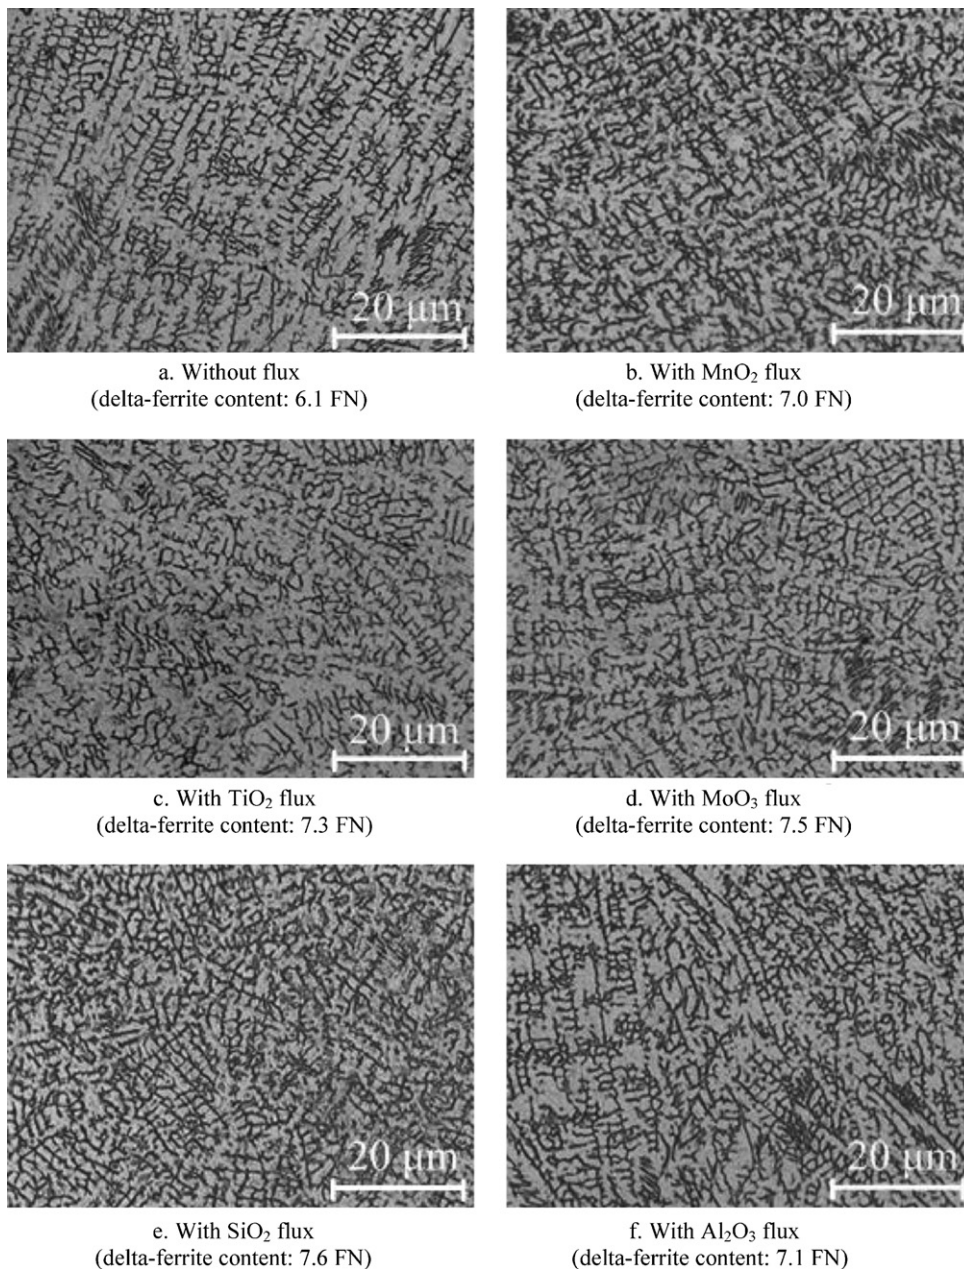 20 μm
20 μm
a. Without flux
(delta-ferrite content: 6.1 FN)
b. With MnO₂ flux
(delta-ferrite content: 7.0 FN)
20 μm
20 μm
c. With TiO₂ flux
(delta-ferrite content: 7.3 FN)
d. With MoO₃ flux
(delta-ferrite content: 7.5 FN)
20 μm
20 μm
e. With SiO₂ flux
(delta-ferrite content: 7.6 FN)
f. With Al₂O₃ flux
(delta-ferrite content: 7.1 FN)